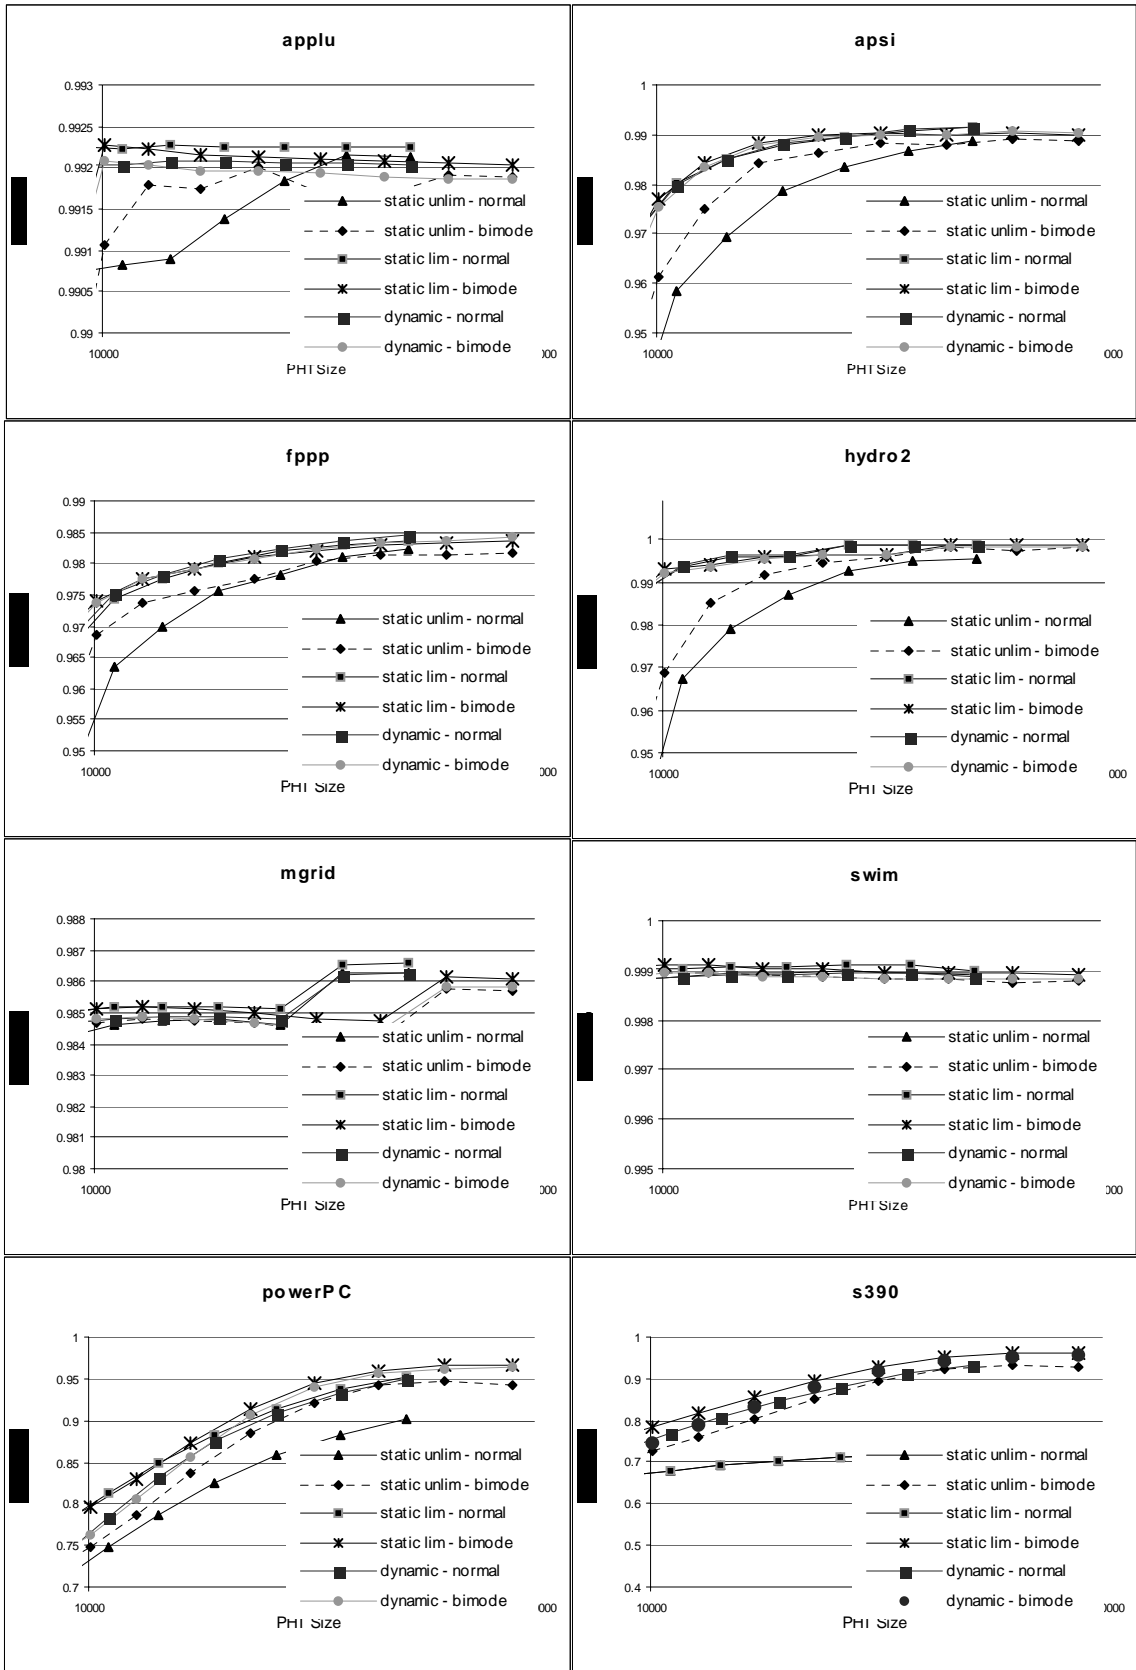 applu
0.993
0.9925
0.992
0.9915
0.991
0.9905
0.99
10000
000
PHT Size
static unlim - normal
static unlim - bimode
static lim - normal
static lim - bimode
dynamic - normal
dynamic - bimode
apsi
1
0.99
0.98
0.97
0.96
0.95
10000
000
PHT Size
static unlim - normal
static unlim - bimode
static lim - normal
static lim - bimode
dynamic - normal
dynamic - bimode
fppp
0.99
0.985
0.98
0.975
0.97
0.965
0.96
0.955
0.95
10000
000
PHT Size
static unlim - normal
static unlim - bimode
static lim - normal
static lim - bimode
dynamic - normal
dynamic - bimode
hydro2
1
0.99
0.98
0.97
0.96
0.95
10000
000
PHT Size
static unlim - normal
static unlim - bimode
static lim - normal
static lim - bimode
dynamic - normal
dynamic - bimode
mgrid
0.988
0.987
0.986
0.985
0.984
0.983
0.982
0.981
0.98
10000
000
PHT Size
static unlim - normal
static unlim - bimode
static lim - normal
static lim - bimode
dynamic - normal
dynamic - bimode
swim
1
0.999
0.998
0.997
0.996
0.995
10000
000
PHT Size
static unlim - normal
static unlim - bimode
static lim - normal
static lim - bimode
dynamic - normal
dynamic - bimode
powerPC
1
0.95
0.9
0.85
0.8
0.75
0.7
10000
000
PHT Size
static unlim - normal
static unlim - bimode
static lim - normal
static lim - bimode
dynamic - normal
dynamic - bimode
s390
1
0.9
0.8
0.7
0.6
0.5
0.4
10000
0000
PHT Size
static unlim - normal
static unlim - bimode
static lim - normal
static lim - bimode
dynamic - normal
dynamic - bimode